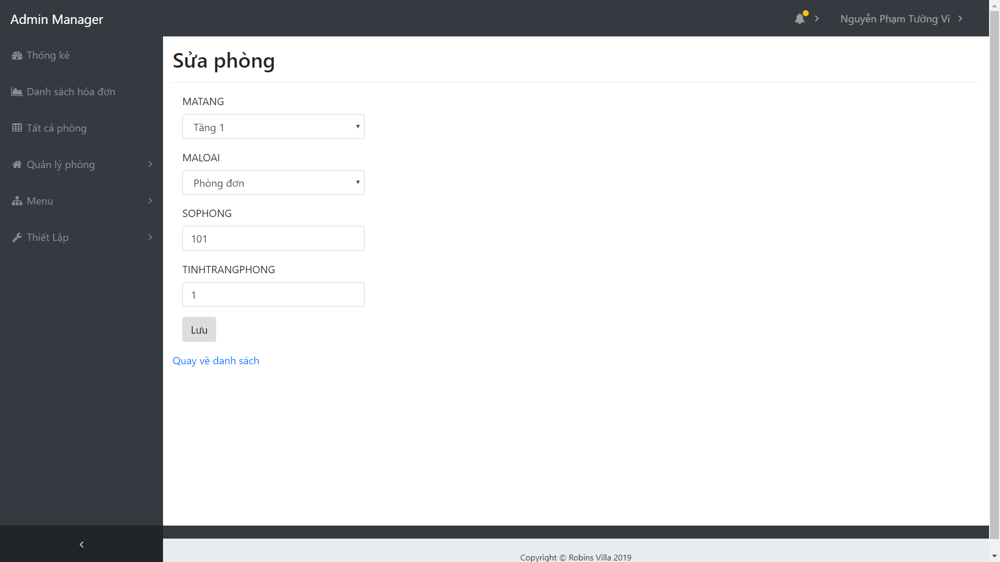 Admin Manager
Nguyễn Phạm Tường Vi
Thống kê
Danh sách hóa đơn
Tất cả phòng
Quản lý phòng
Menu
Thiết Lập
Sửa phòng
MATANG
Tầng 1
MALOAI
Phòng đơn
SOPHONG
101
TINHTRANGPHONG
1
Lưu
Quay về danh sách
Copyright © Robins Villa 2019